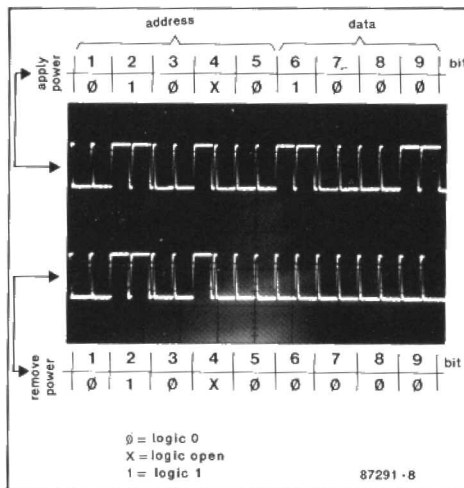 address data
apply power
1 2 3 4 5 6 7 8 9 bit
Ø 1 Ø X Ø 1 Ø Ø Ø
1 2 3 4 5 6 7 8 9 bit
remove power
Ø 1 Ø X Ø Ø Ø Ø Ø
Ø = logic 0
X = logic open
1 = logic 1
87291-8